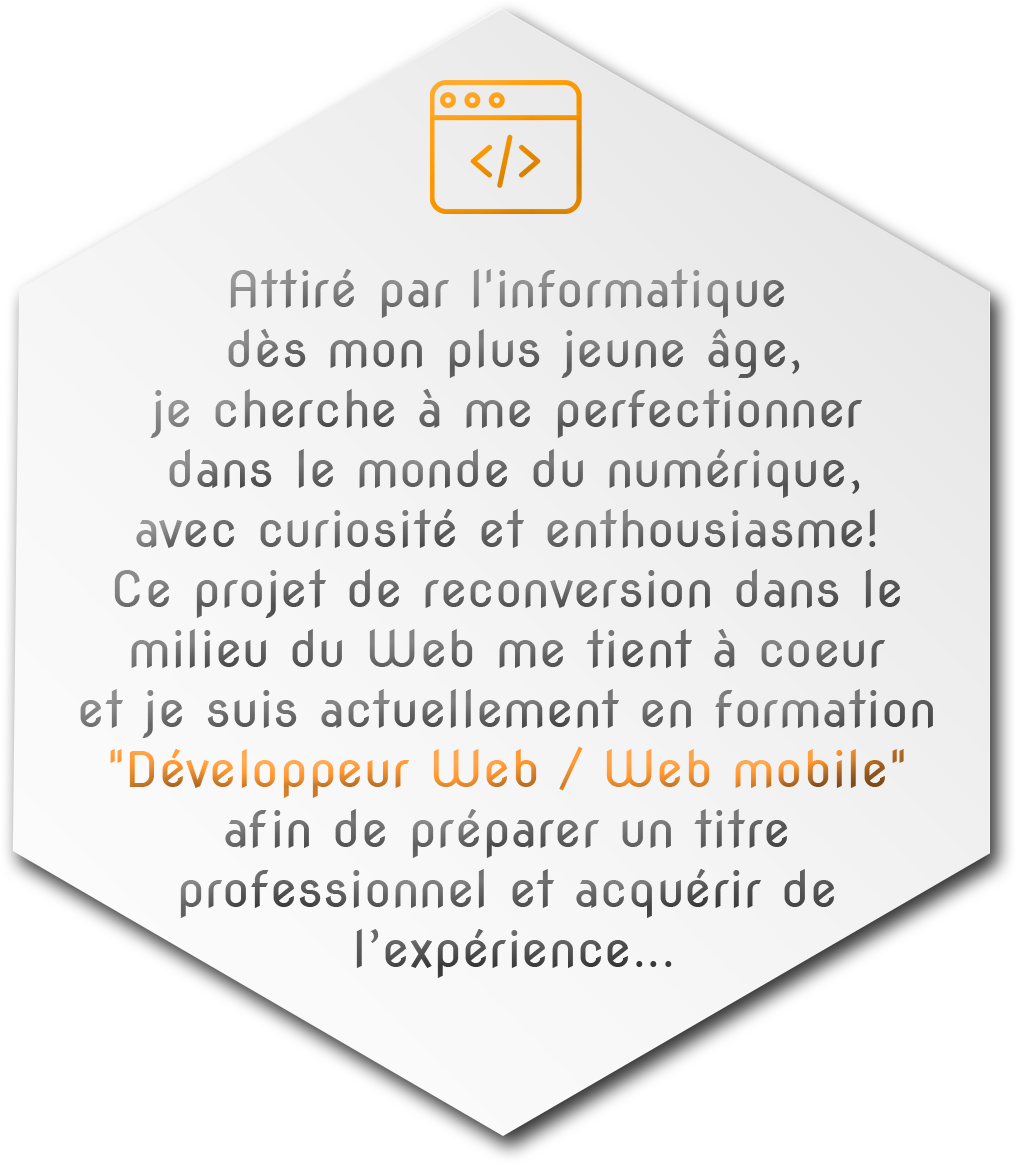 </>
Attiré par l'informatique
dès mon plus jeune âge,
je cherche à me perfectionner
dans le monde du numérique,
avec curiosité et enthousiasme!
Ce projet de reconversion dans le
milieu du Web me tient à coeur
et je suis actuellement en formation
"Développeur Web / Web mobile"
afin de préparer un titre
professionnel et acquérir de
l’expérience...